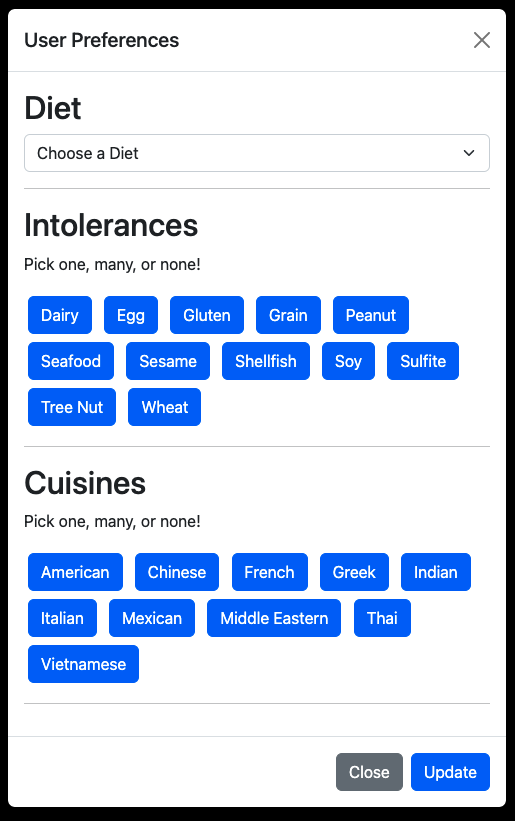 User Preferences
Diet
Choose a Diet
Intolerances
Pick one, many, or none!
Dairy Egg Gluten Grain Peanut
Seafood Sesame Shellfish Soy Sulfite
Tree Nut Wheat
Cuisines
Pick one, many, or none!
American Chinese French Greek Indian
Italian Mexican Middle Eastern Thai
Vietnamese
Close Update